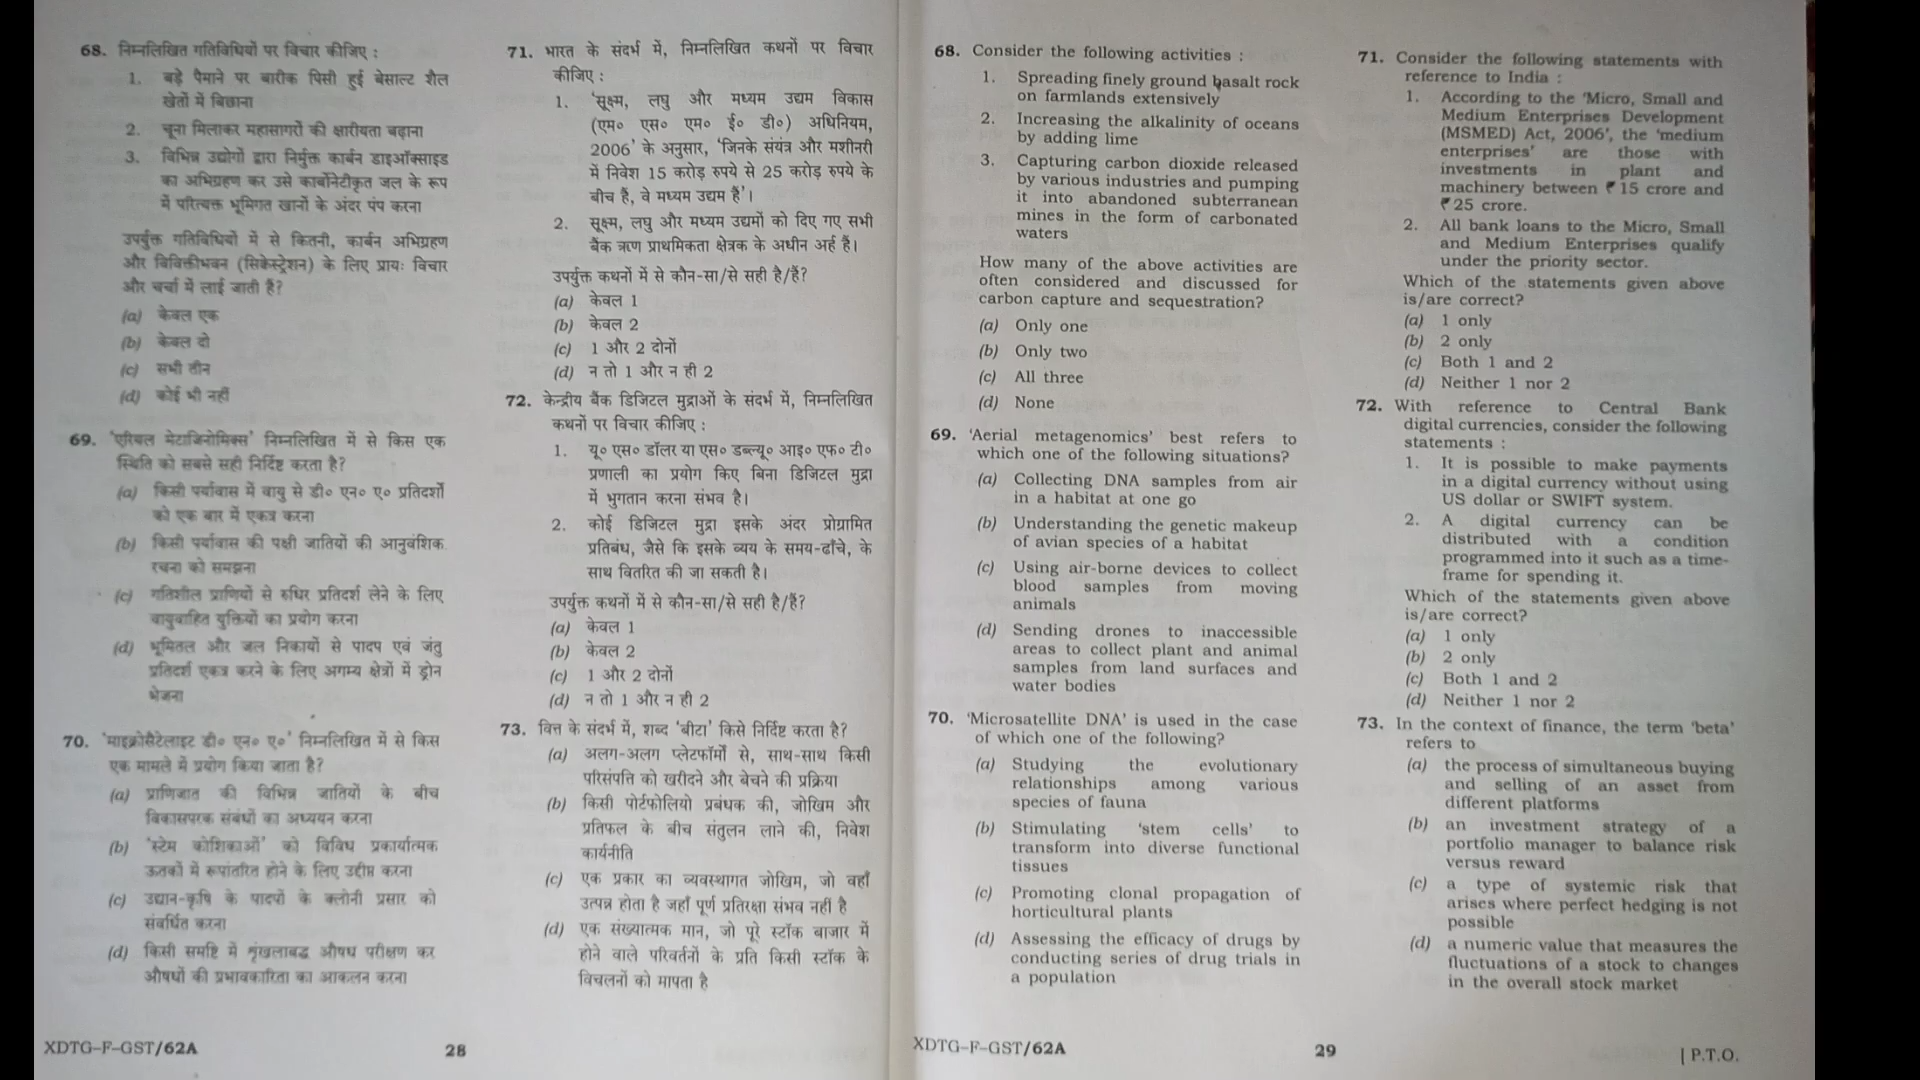 68. निम्नलिखित गतिविधियों पर विचार कीजिए :
1. बड़े पैमाने पर बारीक पिसी हुई बेसाल्ट शैल
खेतों में बिछाना
2. चूना मिलाकर महासागरों की क्षारीयता बढ़ाना
3. विभिन्न उद्योगों द्वारा निर्मुक्त कार्बन डाइऑक्साइड
का अभिग्रहण कर उसे कार्बोनेटीकृत जल के रूप
में परित्यक्त भूमिगत खानों के अंदर पंप करना
उपर्युक्त गतिविधियों में से कितनी, कार्बन अभिग्रहण
और विविक्तीभवन (सिक्वेस्ट्रेशन) के लिए प्रायः विचार
और चर्चा में लाई जाती हैं?
(a) केवल एक
(b) केवल दो
(c) सभी तीन
(d) कोई भी नहीं
69. 'एरियल मेटाजिनोमिक्स' निम्नलिखित में से किस एक
स्थिति को सबसे सही निर्दिष्ट करता है?
(a) किसी पर्यावास में वायु से डी० एन० ए० प्रतिदर्शों
को एक बार में एकत्र करना
(b) किसी पर्यावास की पक्षी जातियों की आनुवंशिक
रचना को समझना
(c) गतिशील प्राणियों से रुधिर प्रतिदर्श लेने के लिए
वायुवाहित युक्तियों का प्रयोग करना
(d) भूमितल और जल निकायों से पादप एवं जंतु
प्रतिदर्श एकत्र करने के लिए अगम्य क्षेत्रों में ड्रोन
भेजना
70. 'माइक्रोसैटेलाइट डी० एन० ए०' निम्नलिखित में से किस
एक मामले में प्रयोग किया जाता है?
(a) प्राणिजात की विभिन्न जातियों के बीच
विकासपरक संबंधों का अध्ययन करना
(b) 'स्टेम कोशिकाओं' को विविध प्रकार्यात्मक
ऊतकों में रूपांतरित होने के लिए उद्दीप्त करना
(c) उद्यान-कृषि के पादपों के क्लोनी प्रसार को
संवर्धित करना
(d) किसी समष्टि में शृंखलाबद्ध औषध परीक्षण कर
औषधों की प्रभावकारिता का आकलन करना
71. भारत के संदर्भ में, निम्नलिखित कथनों पर विचार
कीजिए :
1. 'सूक्ष्म, लघु और मध्यम उद्यम विकास
(एम० एस० एम० ई० डी०) अधिनियम,
2006' के अनुसार, 'जिनके संयंत्र और मशीनरी
में निवेश 15 करोड़ रुपये से 25 करोड़ रुपये के
बीच हैं, वे मध्यम उद्यम हैं'।
2. सूक्ष्म, लघु और मध्यम उद्यमों को दिए गए सभी
बैंक ऋण प्राथमिकता क्षेत्रक के अधीन अर्ह हैं।
उपर्युक्त कथनों में से कौन-सा/से सही है/हैं?
(a) केवल 1
(b) केवल 2
(c) 1 और 2 दोनों
(d) न तो 1 और न ही 2
72. केन्द्रीय बैंक डिजिटल मुद्राओं के संदर्भ में, निम्नलिखित
कथनों पर विचार कीजिए :
1. यू० एस० डॉलर या एस० डब्ल्यू० आइ० एफ० टी०
प्रणाली का प्रयोग किए बिना डिजिटल मुद्रा
में भुगतान करना संभव है।
2. कोई डिजिटल मुद्रा इसके अंदर प्रोग्रामित
प्रतिबंध, जैसे कि इसके व्यय के समय-ढाँचे, के
साथ वितरित की जा सकती है।
उपर्युक्त कथनों में से कौन-सा/से सही है/हैं?
(a) केवल 1
(b) केवल 2
(c) 1 और 2 दोनों
(d) न तो 1 और न ही 2
73. वित्त के संदर्भ में, शब्द 'बीटा' किसे निर्दिष्ट करता है?
(a) अलग-अलग प्लेटफॉर्मों से, साथ-साथ किसी
परिसंपत्ति को खरीदने और बेचने की प्रक्रिया
(b) किसी पोर्टफोलियो प्रबंधक की, जोखिम और
प्रतिफल के बीच संतुलन लाने की, निवेश
कार्यनीति
(c) एक प्रकार का व्यवस्थागत जोखिम, जो वहाँ
उत्पन्न होता है जहाँ पूर्ण प्रतिरक्षा संभव नहीं है
(d) एक संख्यात्मक मान, जो पूरे स्टॉक बाजार में
होने वाले परिवर्तनों के प्रति किसी स्टॉक के
विचलनों को मापता है
XDTG-F-GST/62A
28
68. Consider the following activities :
1. Spreading finely ground basalt rock
on farmlands extensively
2. Increasing the alkalinity of oceans
by adding lime
3. Capturing carbon dioxide released
by various industries and pumping
it into abandoned subterranean
mines in the form of carbonated
waters
How many of the above activities are
often considered and discussed for
carbon capture and sequestration?
(a) Only one
(b) Only two
(c) All three
(d) None
69. 'Aerial metagenomics' best refers to
which one of the following situations?
(a) Collecting DNA samples from air
in a habitat at one go
(b) Understanding the genetic makeup
of avian species of a habitat
(c) Using air-borne devices to collect
blood samples from moving
animals
(d) Sending drones to inaccessible
areas to collect plant and animal
samples from land surfaces and
water bodies
70. 'Microsatellite DNA' is used in the case
of which one of the following?
(a) Studying the evolutionary
relationships among various
species of fauna
(b) Stimulating 'stem cells' to
transform into diverse functional
tissues
(c) Promoting clonal propagation of
horticultural plants
(d) Assessing the efficacy of drugs by
conducting series of drug trials in
a population
71. Consider the following statements with
reference to India :
1. According to the 'Micro, Small and
Medium Enterprises Development
(MSMED) Act, 2006', the 'medium
enterprises' are those with
investments in plant and
machinery between ₹ 15 crore and
₹ 25 crore.
2. All bank loans to the Micro, Small
and Medium Enterprises qualify
under the priority sector.
Which of the statements given above
is/are correct?
(a) 1 only
(b) 2 only
(c) Both 1 and 2
(d) Neither 1 nor 2
72. With reference to Central Bank
digital currencies, consider the following
statements :
1. It is possible to make payments
in a digital currency without using
US dollar or SWIFT system.
2. A digital currency can be
distributed with a condition
programmed into it such as a time-
frame for spending it.
Which of the statements given above
is/are correct?
(a) 1 only
(b) 2 only
(c) Both 1 and 2
(d) Neither 1 nor 2
73. In the context of finance, the term 'beta'
refers to
(a) the process of simultaneous buying
and selling of an asset from
different platforms
(b) an investment strategy of a
portfolio manager to balance risk
versus reward
(c) a type of systemic risk that
arises where perfect hedging is not
possible
(d) a numeric value that measures the
fluctuations of a stock to changes
in the overall stock market
XDTG-F-GST/62A
29
[ P.T.O.